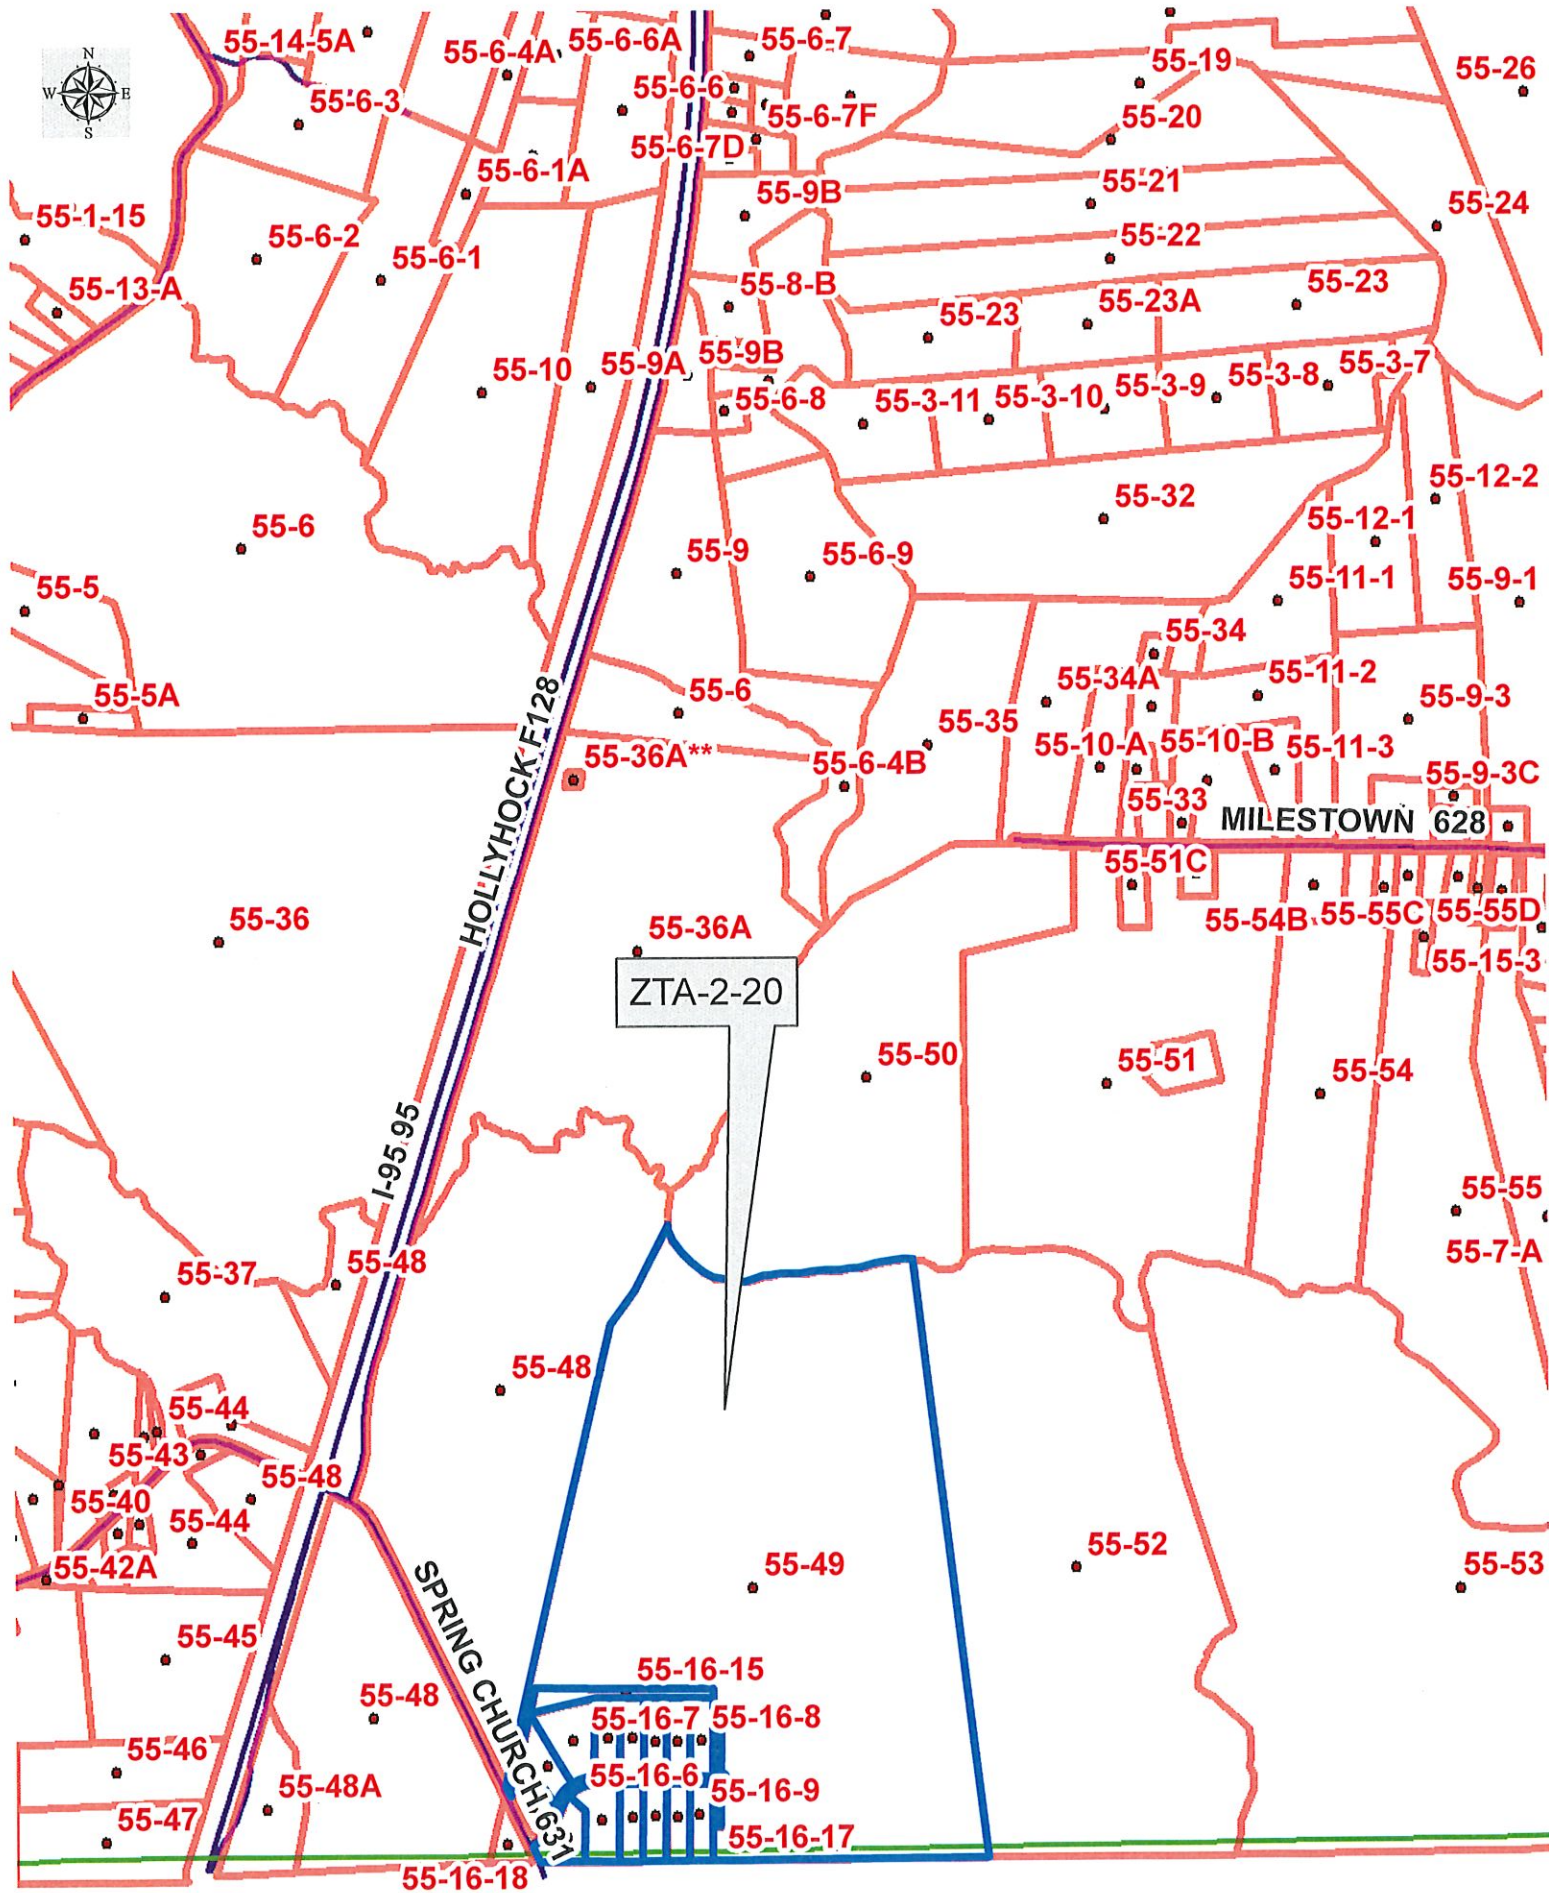 N
W E
S
55-14-5A
55-6-4A
55-6-6A
55-6-7
55-19
55-26
55-6-3
55-6-6
55-6-7F
55-20
55-6-7D
55-6-1A
55-9B
55-21
55-24
55-1-15
55-6-2
55-6-1
55-22
55-13-A
55-8-B
55-23
55-23A
55-23
55-10
55-9A
55-9B
55-6-8
55-3-11
55-3-10
55-3-9
55-3-8
55-3-7
55-6
55-32
55-12-2
55-12-1
55-9
55-6-9
55-11-1
55-9-1
55-5
55-34
55-5A
55-6
55-34A
55-11-2
55-9-3
55-35
HOLLYHOCK F128
55-36A**
55-6-4B
55-10-A
55-10-B
55-11-3
55-9-3C
55-33
MILESTOWN 628
55-51C
55-36
55-36A
55-54B
55-55C
55-55D
55-15-3
ZTA-2-20
55-50
55-51
55-54
I-95 95
55-55
55-7-A
55-37
55-48
55-48
55-44
55-43
55-48
55-40
55-44
55-42A
55-49
55-52
55-53
SPRING CHURCH 631
55-45
55-48
55-16-15
55-16-7
55-16-8
55-46
55-16-6
55-16-9
55-48A
55-47
55-16-17
55-16-18